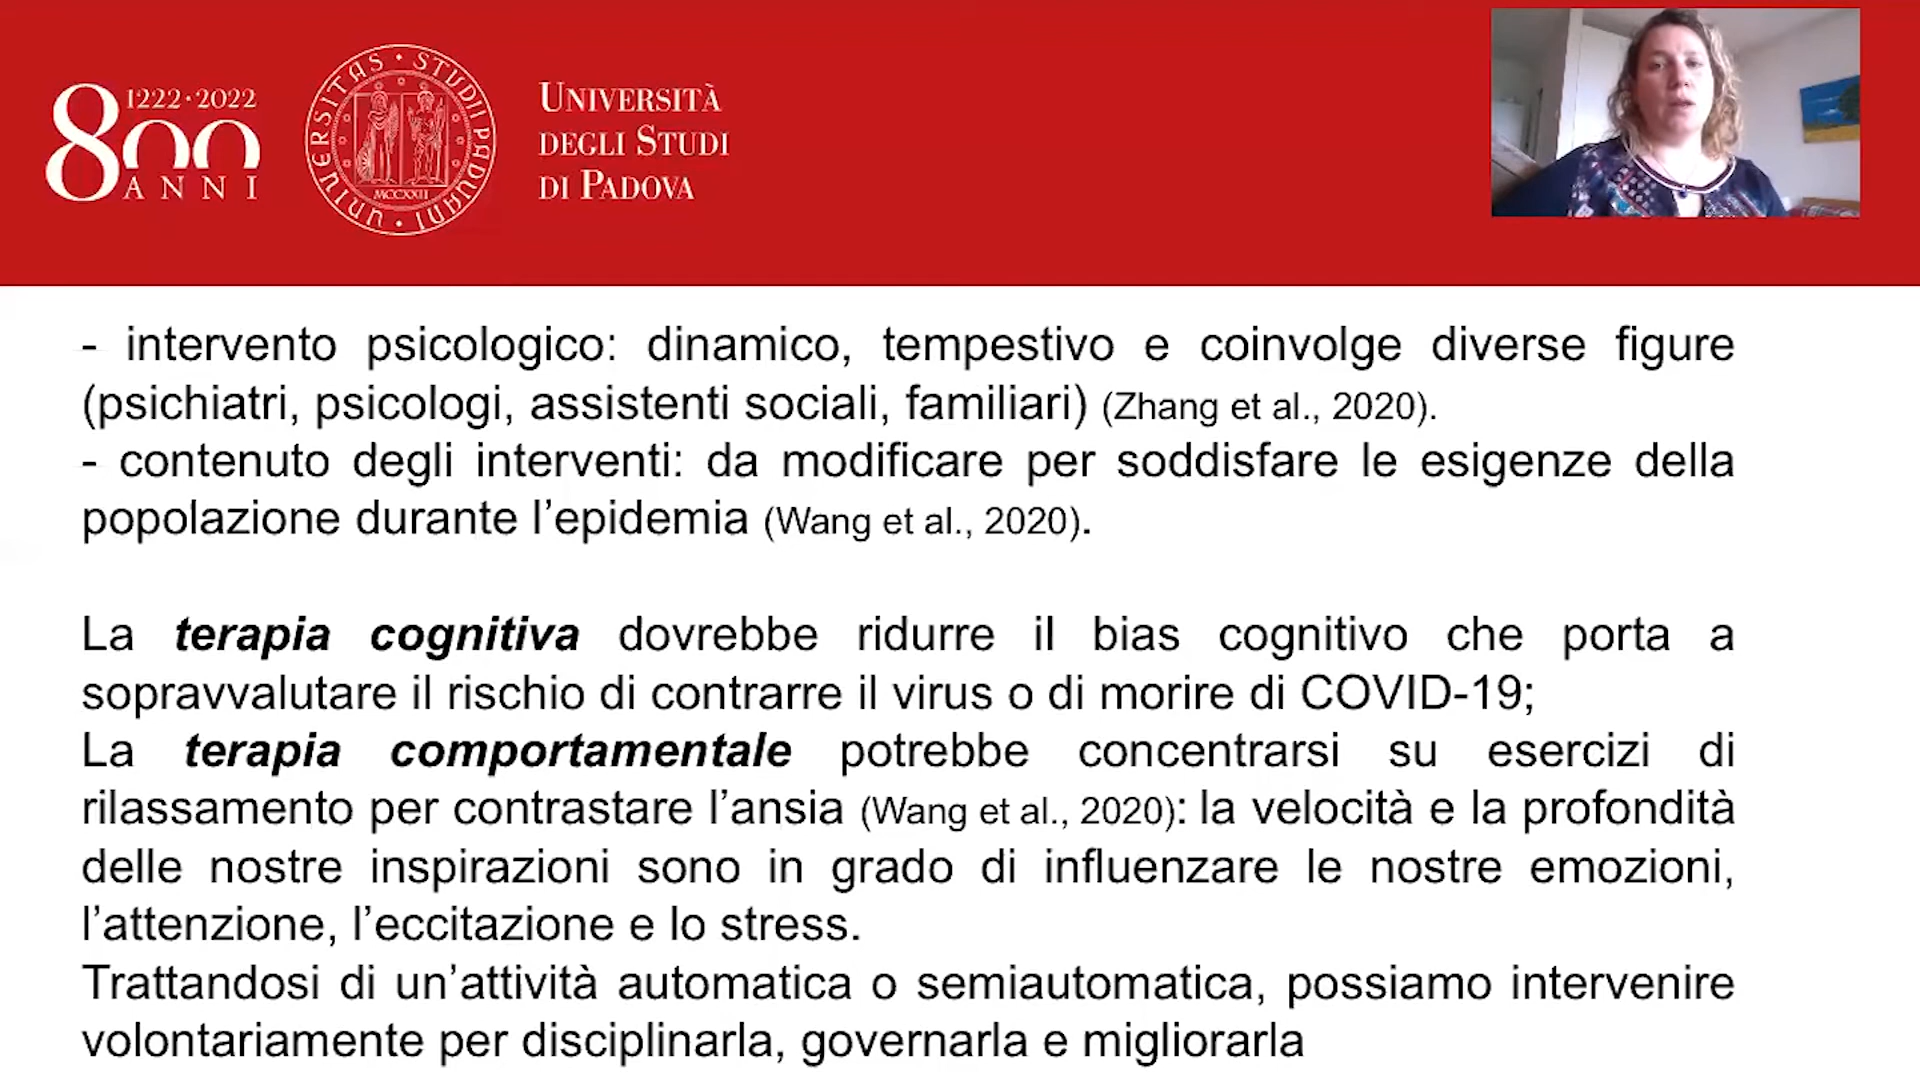 1222·2022
800
ANNI
UNIVERSITAS · STUDII PADUANI ·
MCCXXII
UNIVERSITÀ
DEGLI STUDI
DI PADOVA
- intervento psicologico: dinamico, tempestivo e coinvolge diverse figure
(psichiatri, psicologi, assistenti sociali, familiari) (Zhang et al., 2020).
- contenuto degli interventi: da modificare per soddisfare le esigenze della
popolazione durante l’epidemia (Wang et al., 2020).
La terapia cognitiva dovrebbe ridurre il bias cognitivo che porta a
sopravvalutare il rischio di contrarre il virus o di morire di COVID-19;
La terapia comportamentale potrebbe concentrarsi su esercizi di
rilassamento per contrastare l’ansia (Wang et al., 2020): la velocità e la profondità
delle nostre inspirazioni sono in grado di influenzare le nostre emozioni,
l’attenzione, l’eccitazione e lo stress.
Trattandosi di un’attività automatica o semiautomatica, possiamo intervenire
volontariamente per disciplinarla, governarla e migliorarla